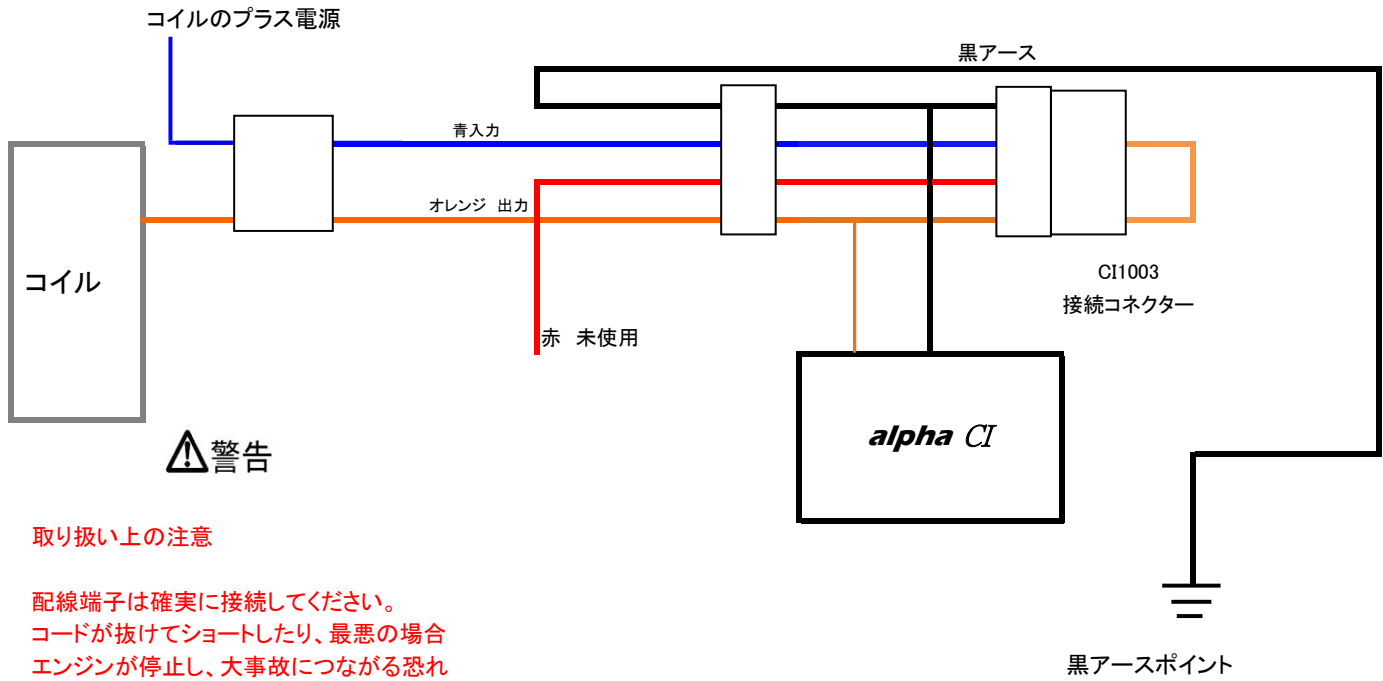 コイルのプラス電源
黒アース
青入力
オレンジ 出力
コイル
CI1003
接続コネクター
赤 未使用
alpha CI
警告
取り扱い上の注意
配線端子は確実に接続してください。
コードが抜けてショートしたり、最悪の場合
エンジンが停止し、大事故につながる恐れ
黒アースポイント